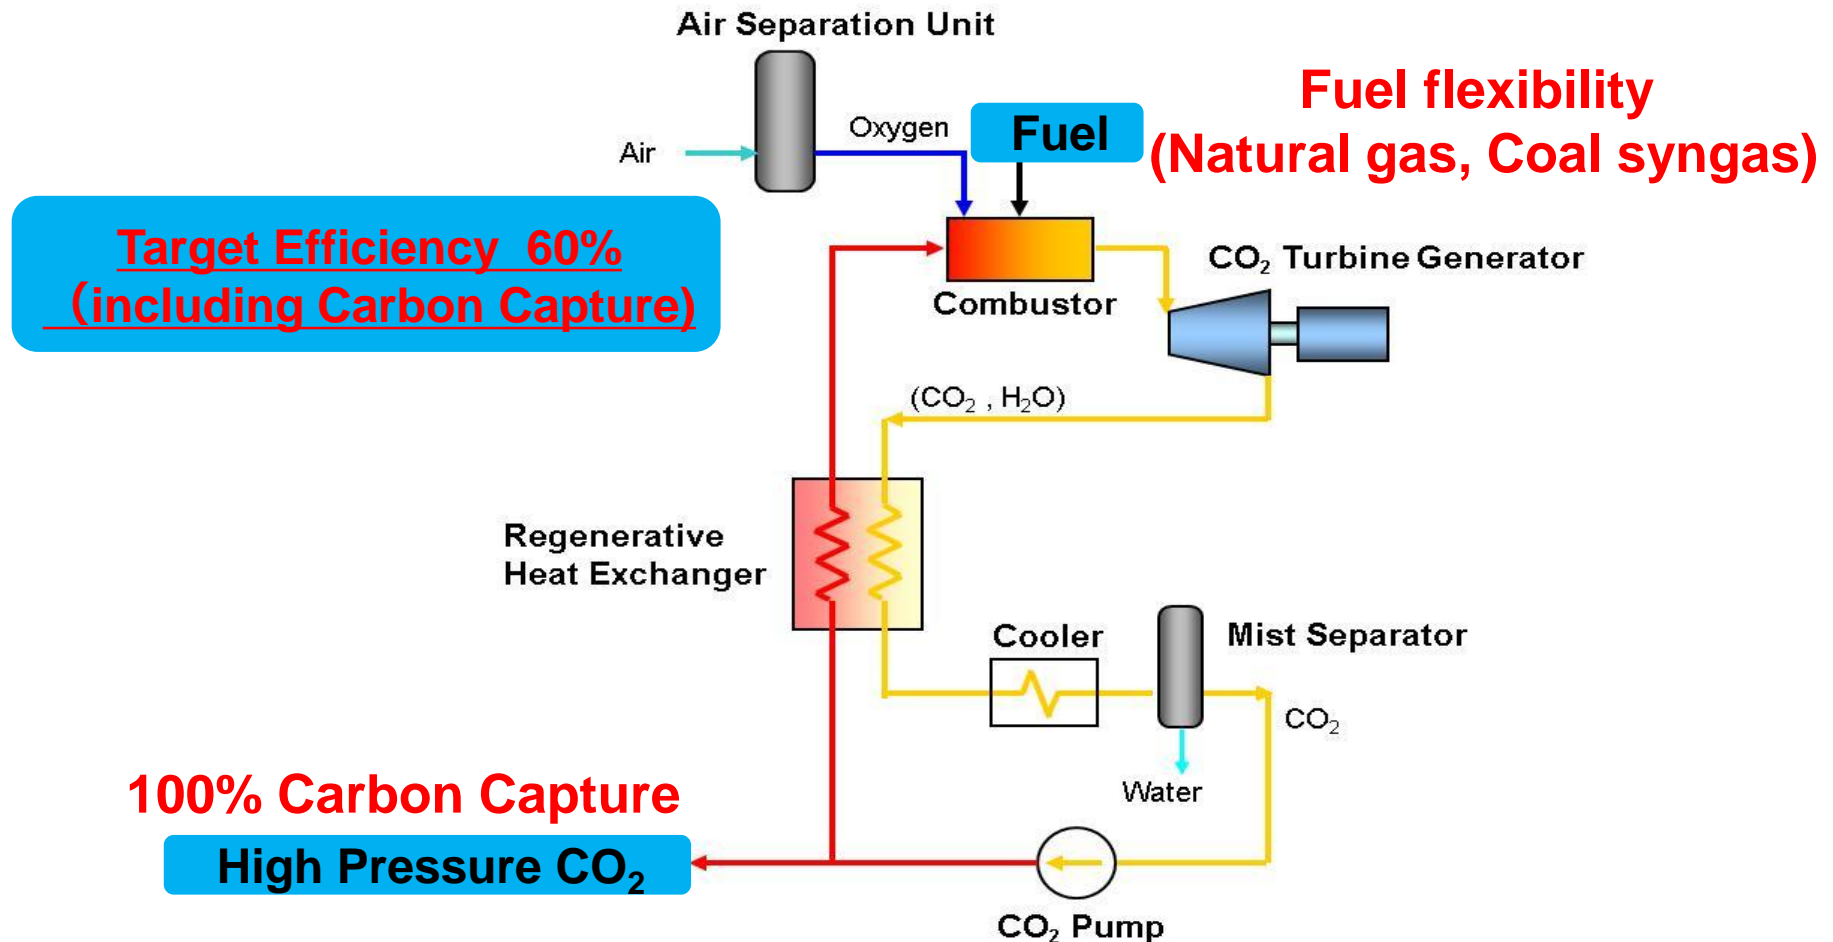 Air Separation Unit
Fuel flexibility
(Natural gas, Coal syngas)
Oxygen
Fuel
Air
Target Efficiency 60%
（including Carbon Capture)
CO₂ Turbine Generator
Combustor
(CO₂ , H₂O)
Regenerative
Heat Exchanger
Cooler
Mist Separator
CO₂
Water
100% Carbon Capture
High Pressure CO₂
CO₂ Pump